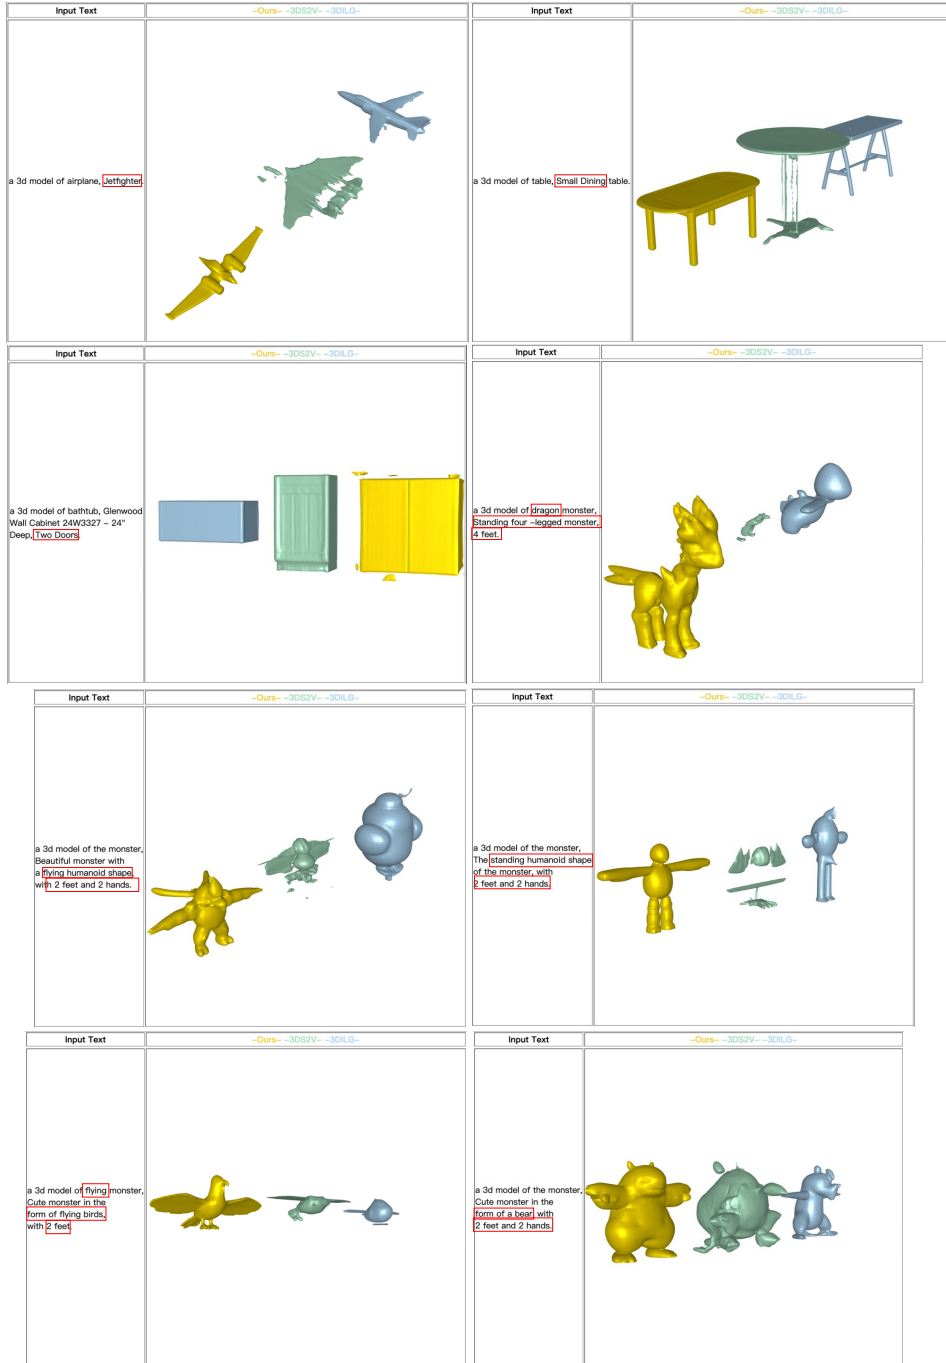 Input Text
~Ours~ ~3DS2V~ ~3DILG~
a 3d model of airplane, Jetfighter.
Input Text
~Ours~ ~3DS2V~ ~3DILG~
a 3d model of table, Small Dining table.
Input Text
~Ours~ ~3DS2V~ ~3DILG~
a 3d model of bathtub, Glenwood
Wall Cabinet 24W3327 – 24"
Deep, Two Doors.
Input Text
~Ours~ ~3DS2V~ ~3DILG~
a 3d model of dragon monster,
Standing four –legged monster,
4 feet.
Input Text
~Ours~ ~3DS2V~ ~3DILG~
a 3d model of the monster,
Beautiful monster with
a flying humanoid shape,
with 2 feet and 2 hands.
Input Text
~Ours~ ~3DS2V~ ~3DILG~
a 3d model of the monster,
The standing humanoid shape
of the monster, with
2 feet and 2 hands.
Input Text
~Ours~ ~3DS2V~ ~3DILG~
a 3d model of flying monster,
Cute monster in the
form of flying birds,
with 2 feet.
Input Text
~Ours~ ~3DS2V~ ~3DILG~
a 3d model of the monster,
Cute monster in the
form of a bear, with
2 feet and 2 hands.